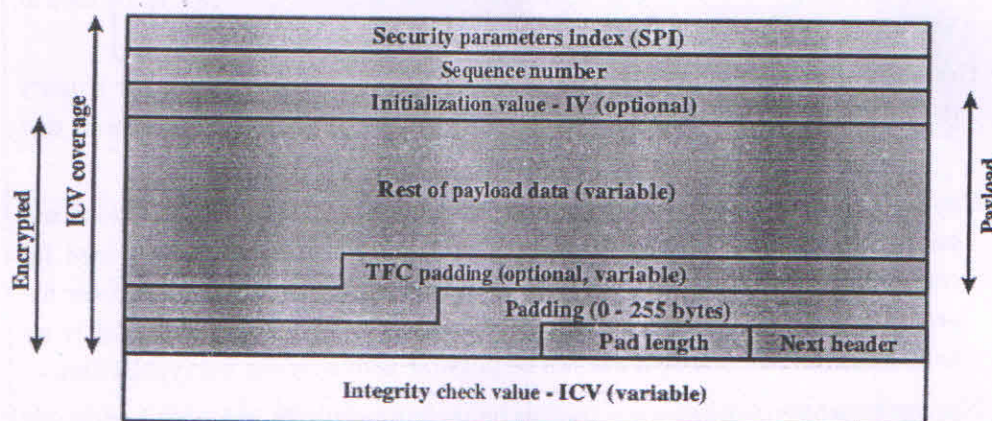 Security parameters index (SPI)
Sequence number
Initialization value - IV (optional)
Rest of payload data (variable)
TFC padding (optional, variable)
Padding (0 - 255 bytes)
Pad length
Next header
Integrity check value - ICV (variable)
Encrypted
ICV coverage
Payload